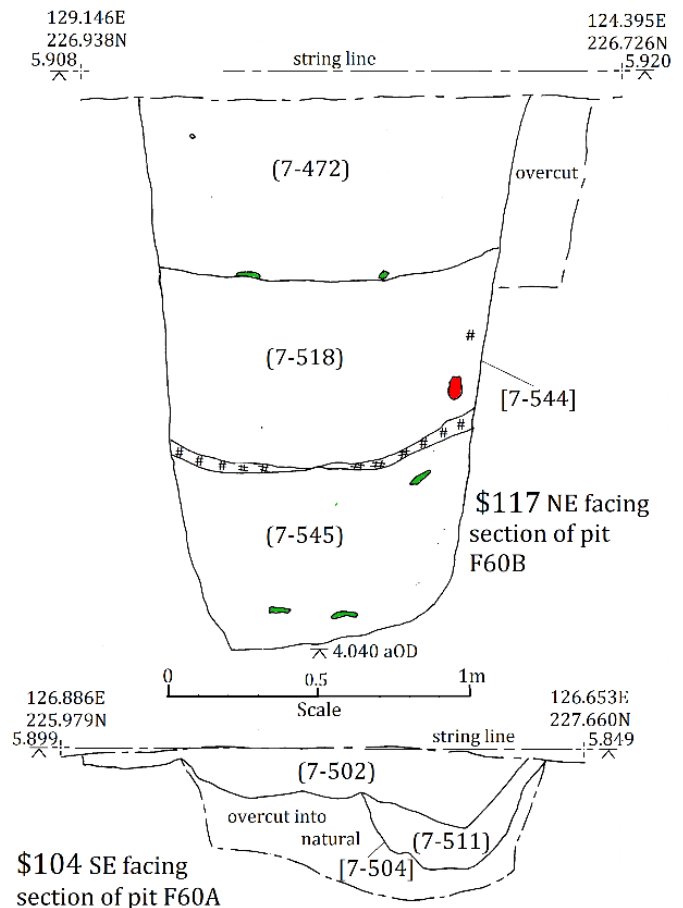 129.146E
226.938N
5.908
124.395E
226.726N
5.920
string line
(7-472)
overcut
#
(7-518)
[7-544]
# # # # # # # # # # #
$117 NE facing
section of pit
F60B
(7-545)
4.040 aOD
0 0.5 1m
Scale
126.886E
225.979N
5.899
126.653E
227.660N
5.849
string line
(7-502)
overcut into
natural
(7-511)
[7-504]
$104 SE facing
section of pit F60A